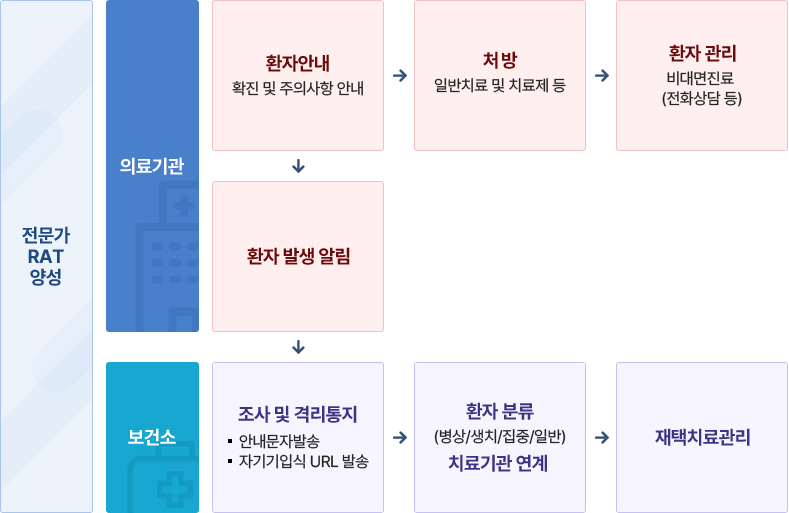 전문가
RAT
양성
의료기관
환자안내
확진 및 주의사항 안내
처방
일반치료 및 치료제 등
환자 관리
비대면진료
(전화상담 등)
환자 발생 알림
보건소
조사 및 격리통지
▪ 안내문자발송
▪ 자기기입식 URL 발송
환자 분류
(병상/생치/집중/일반)
치료기관 연계
재택치료관리